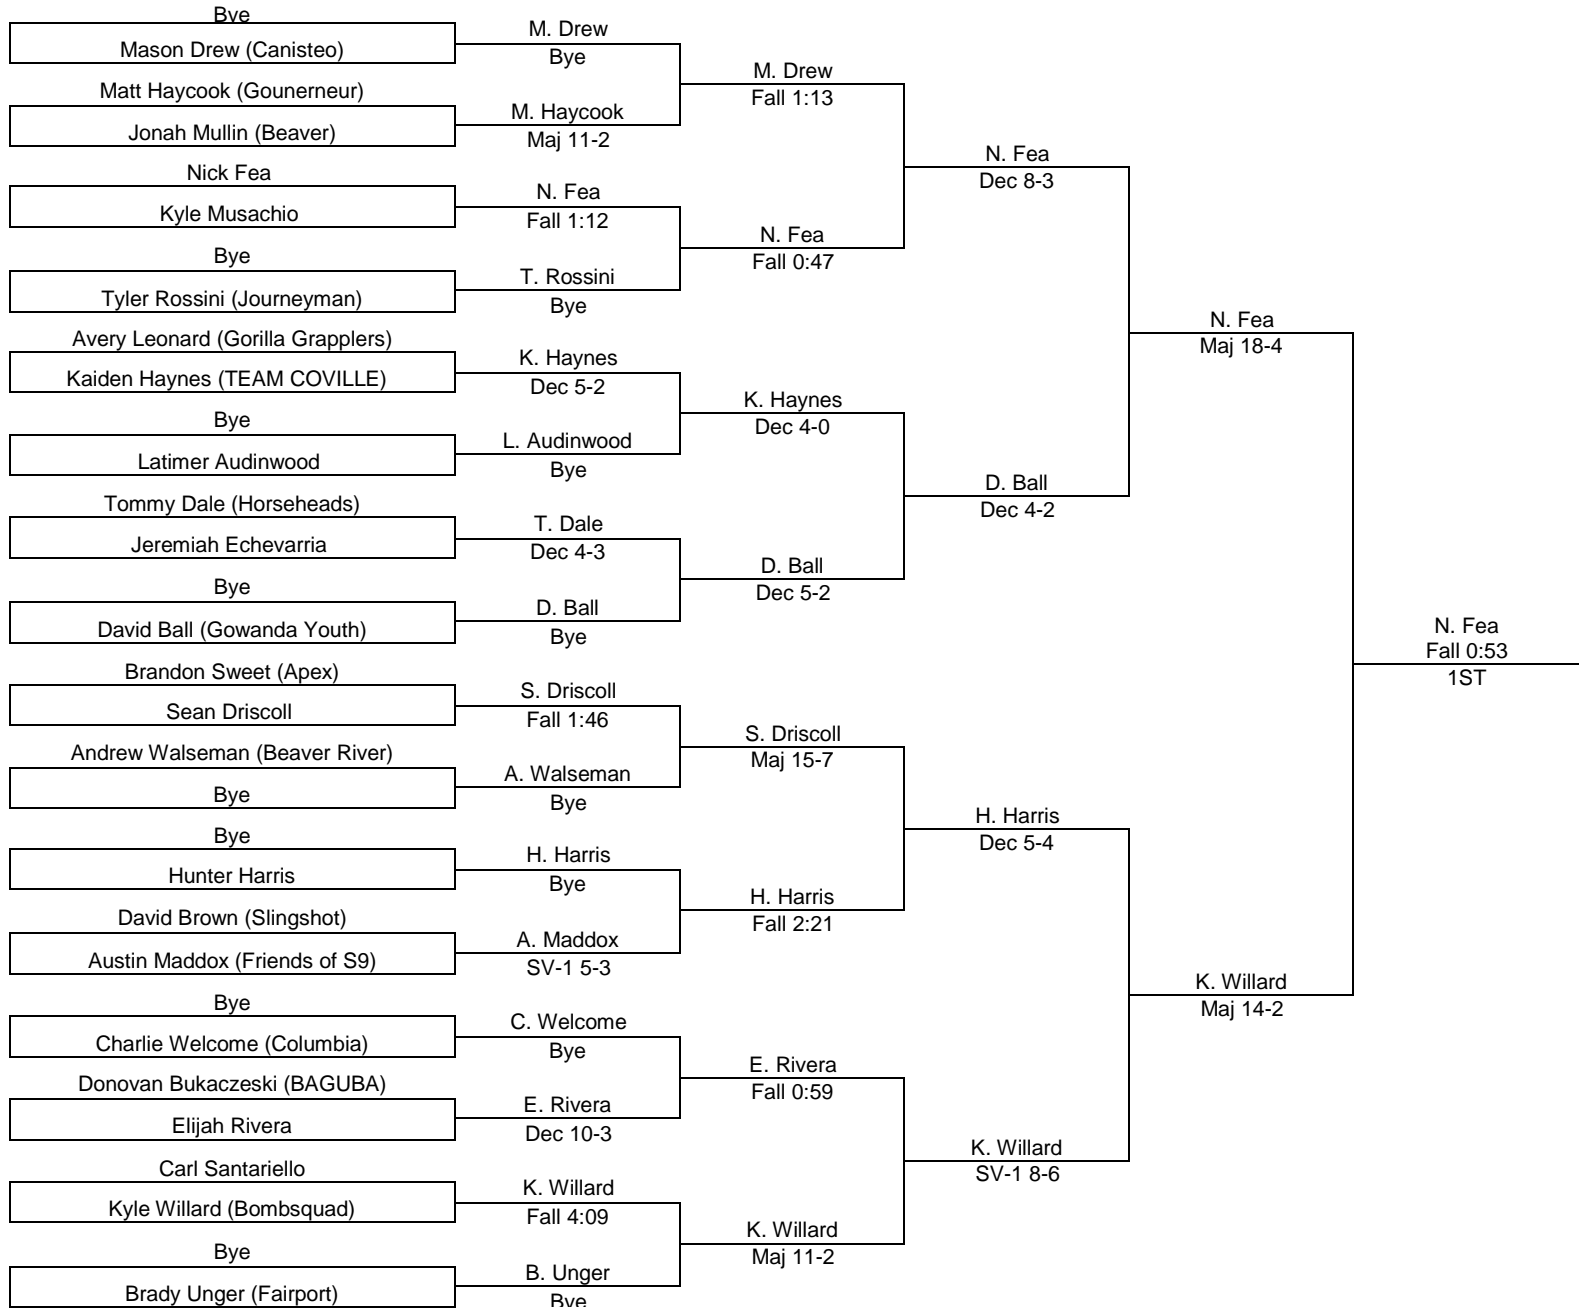 Bye
Mason Drew (Canisteo)
Matt Haycook (Gounerneur)
Jonah Mullin (Beaver)
Nick Fea
Kyle Musachio
Bye
Tyler Rossini (Journeyman)
Avery Leonard (Gorilla Grapplers)
Kaiden Haynes (TEAM COVILLE)
Bye
Latimer Audinwood
Tommy Dale (Horseheads)
Jeremiah Echevarria
Bye
David Ball (Gowanda Youth)
Brandon Sweet (Apex)
Sean Driscoll
Andrew Walseman (Beaver River)
Bye
Bye
Hunter Harris
David Brown (Slingshot)
Austin Maddox (Friends of S9)
Bye
Charlie Welcome (Columbia)
Donovan Bukaczeski (BAGUBA)
Elijah Rivera
Carl Santariello
Kyle Willard (Bombsquad)
Bye
Brady Unger (Fairport)
M. Drew
Bye
M. Haycook
Maj 11-2
N. Fea
Fall 1:12
T. Rossini
Bye
K. Haynes
Dec 5-2
L. Audinwood
Bye
T. Dale
Dec 4-3
D. Ball
Bye
S. Driscoll
Fall 1:46
A. Walseman
Bye
H. Harris
Bye
A. Maddox
SV-1 5-3
C. Welcome
Bye
E. Rivera
Dec 10-3
K. Willard
Fall 4:09
B. Unger
Bye
M. Drew
Fall 1:13
N. Fea
Fall 0:47
K. Haynes
Dec 4-0
D. Ball
Dec 5-2
S. Driscoll
Maj 15-7
H. Harris
Fall 2:21
E. Rivera
Fall 0:59
K. Willard
Maj 11-2
N. Fea
Dec 8-3
D. Ball
Dec 4-2
H. Harris
Dec 5-4
K. Willard
SV-1 8-6
N. Fea
Maj 18-4
K. Willard
Maj 14-2
N. Fea
Fall 0:53
1ST